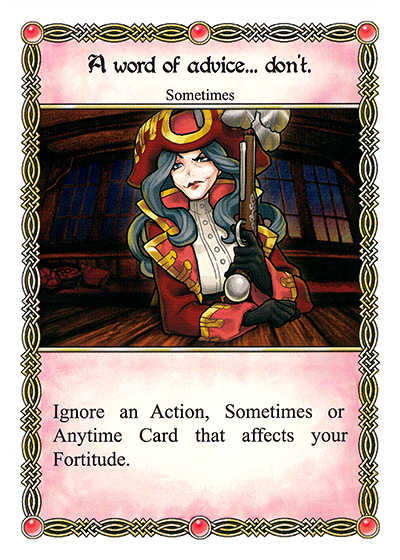 A word of advice... don't.
Sometimes
Ignore an Action, Sometimes or
Anytime Card that affects your
Fortitude.